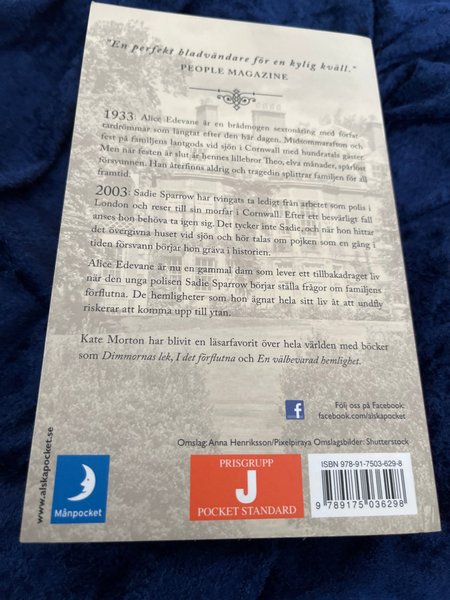 "En perfekt bladvändare för en kylig kväll."
PEOPLE MAGAZINE
1933: Alice Edevane är en brådmogen sextonåring med förfat-
tardrömmar som längtat efter den här dagen. Midsommarafton och
fest på familjens lantgods vid sjön i Cornwall med hundratals gäster.
Men när festen är slut är hennes lillebror Theo, elva månader, spårlöst
försvunnen. Han återfinns aldrig och tragedin splittrar familjen för all
framtid.
2003: Sadie Sparrow har tvingats ta ledigt från arbetet som polis i
London och reser till sin morfar i Cornwall. Efter ett besvärligt fall
anses hon behöva ta igen sig. Det tycker inte Sadie, och när hon hittar
det övergivna huset vid sjön och hör talas om pojken som en gång i
tiden försvann börjar hon gräva i historien.
Alice Edevane är nu en gammal dam som lever ett tillbakadraget liv
när den unga polisen Sadie Sparrow börjar ställa frågor om familjens
förflutna. De hemligheter som hon ägnat hela sitt liv åt att undfly
riskerar att komma upp till ytan.
Kate Morton har blivit en läsarfavorit över hela världen med böcker
som Dimmornas lek, I det förflutna och En välbevarad hemlighet.
Följ oss på Facebook:
facebook.com/alskapocket
Omslag: Anna Henriksson/Pixelpiraya Omslagsbilder: Shutterstock
www.alskapocket.se
Månpocket
PRISGRUPP
J
POCKET STANDARD
ISBN 978-91-7503-629-8
9 789175 036298